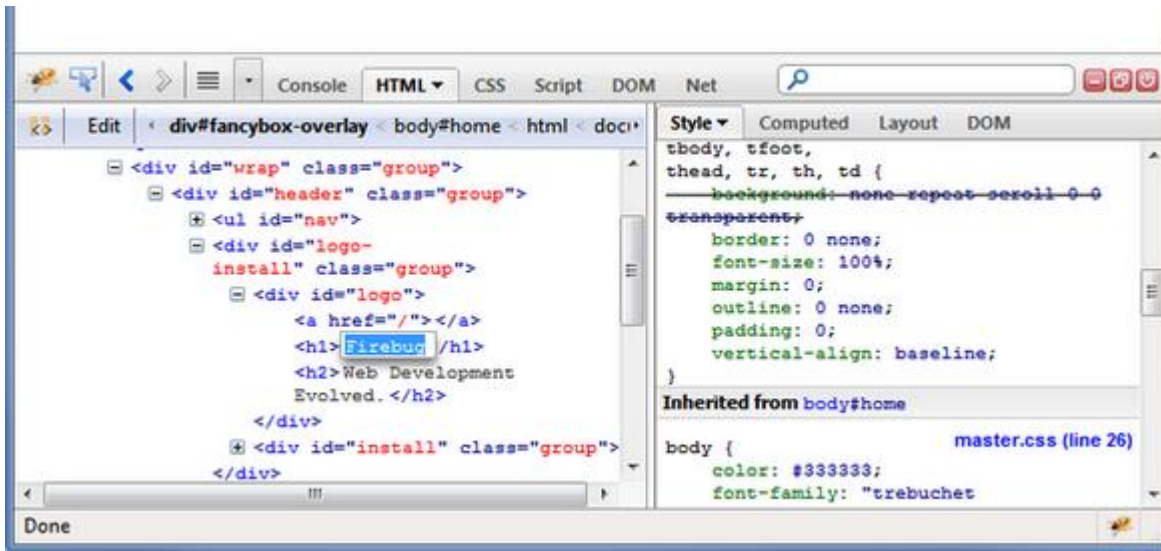 Console HTML CSS Script DOM Net
Edit div#fancybox-overlay < body#home < html < docu
<div id="wrap" class="group">
<div id="header" class="group">
<ul id="nav">
<div id="logo-
install" class="group">
<div id="logo">
<a href="/"></a>
<h1>Firebug/h1>
<h2>Web Development
Evolved.</h2>
</div>
<div id="install" class="group">
</div>
Style Computed Layout DOM
tbody, tfoot,
thead, tr, th, td {
background: none repeat scroll 0 0
transparent;
border: 0 none;
font-size: 100%;
margin: 0;
outline: 0 none;
padding: 0;
vertical-align: baseline;
}
Inherited from body#home
body { master.css (line 26)
color: #333333;
font-family: "trebuchet
Done